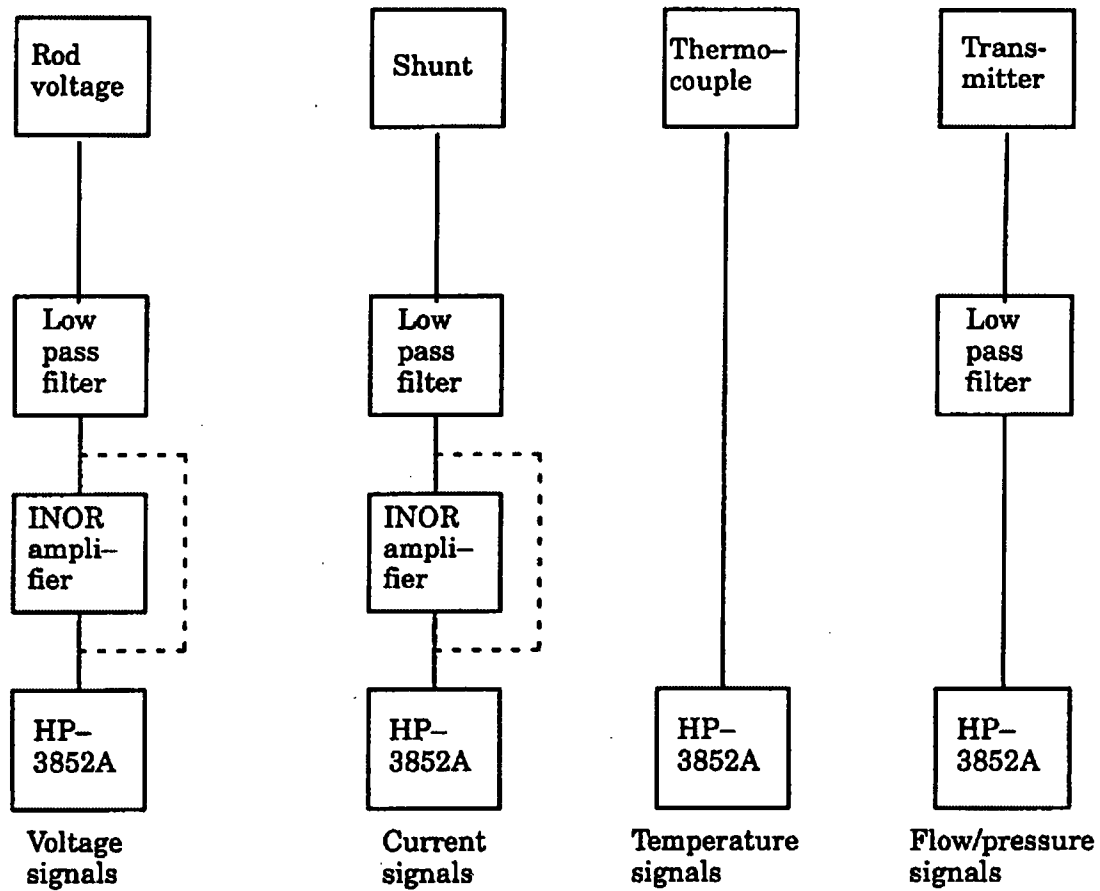 Rod
voltage
Shunt
Thermo–
couple
Trans-
mitter
Low
pass
filter
Low
pass
filter
Low
pass
filter
INOR
ampli–
fier
INOR
ampli–
fier
HP–
3852A
HP–
3852A
HP–
3852A
HP–
3852A
Voltage
signals
Current
signals
Temperature
signals
Flow/pressure
signals